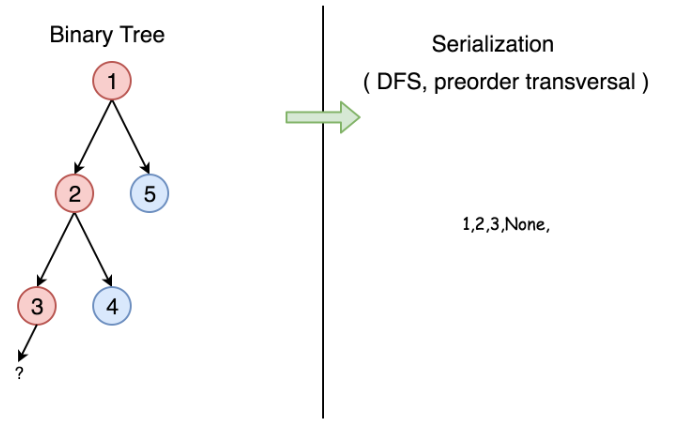 Binary Tree
1
2
5
3
4
?
Serialization
( DFS, preorder transversal )
1,2,3,None,